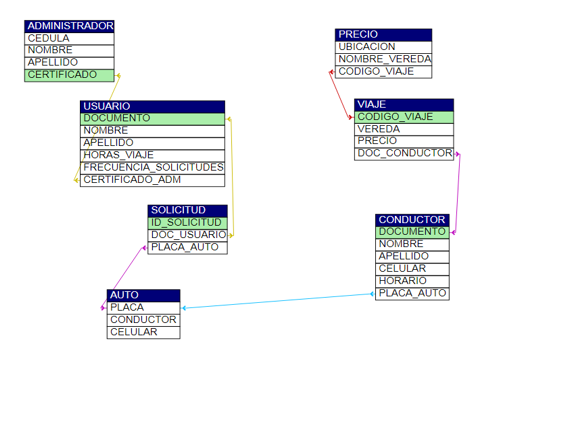 ADMINISTRADOR
CEDULA
NOMBRE
APELLIDO
CERTIFICADO
PRECIO
UBICACION
NOMBRE_VEREDA
CODIGO_VIAJE
USUARIO
DOCUMENTO
NOMBRE
APELLIDO
HORAS_VIAJE
FRECUENCIA_SOLICITUDES
CERTIFICADO_ADM
VIAJE
CODIGO_VIAJE
VEREDA
PRECIO
DOC_CONDUCTOR
SOLICITUD
ID_SOLICITUD
DOC_USUARIO
PLACA_AUTO
CONDUCTOR
DOCUMENTO
NOMBRE
APELLIDO
CELULAR
HORARIO
PLACA_AUTO
AUTO
PLACA
CONDUCTOR
CELULAR